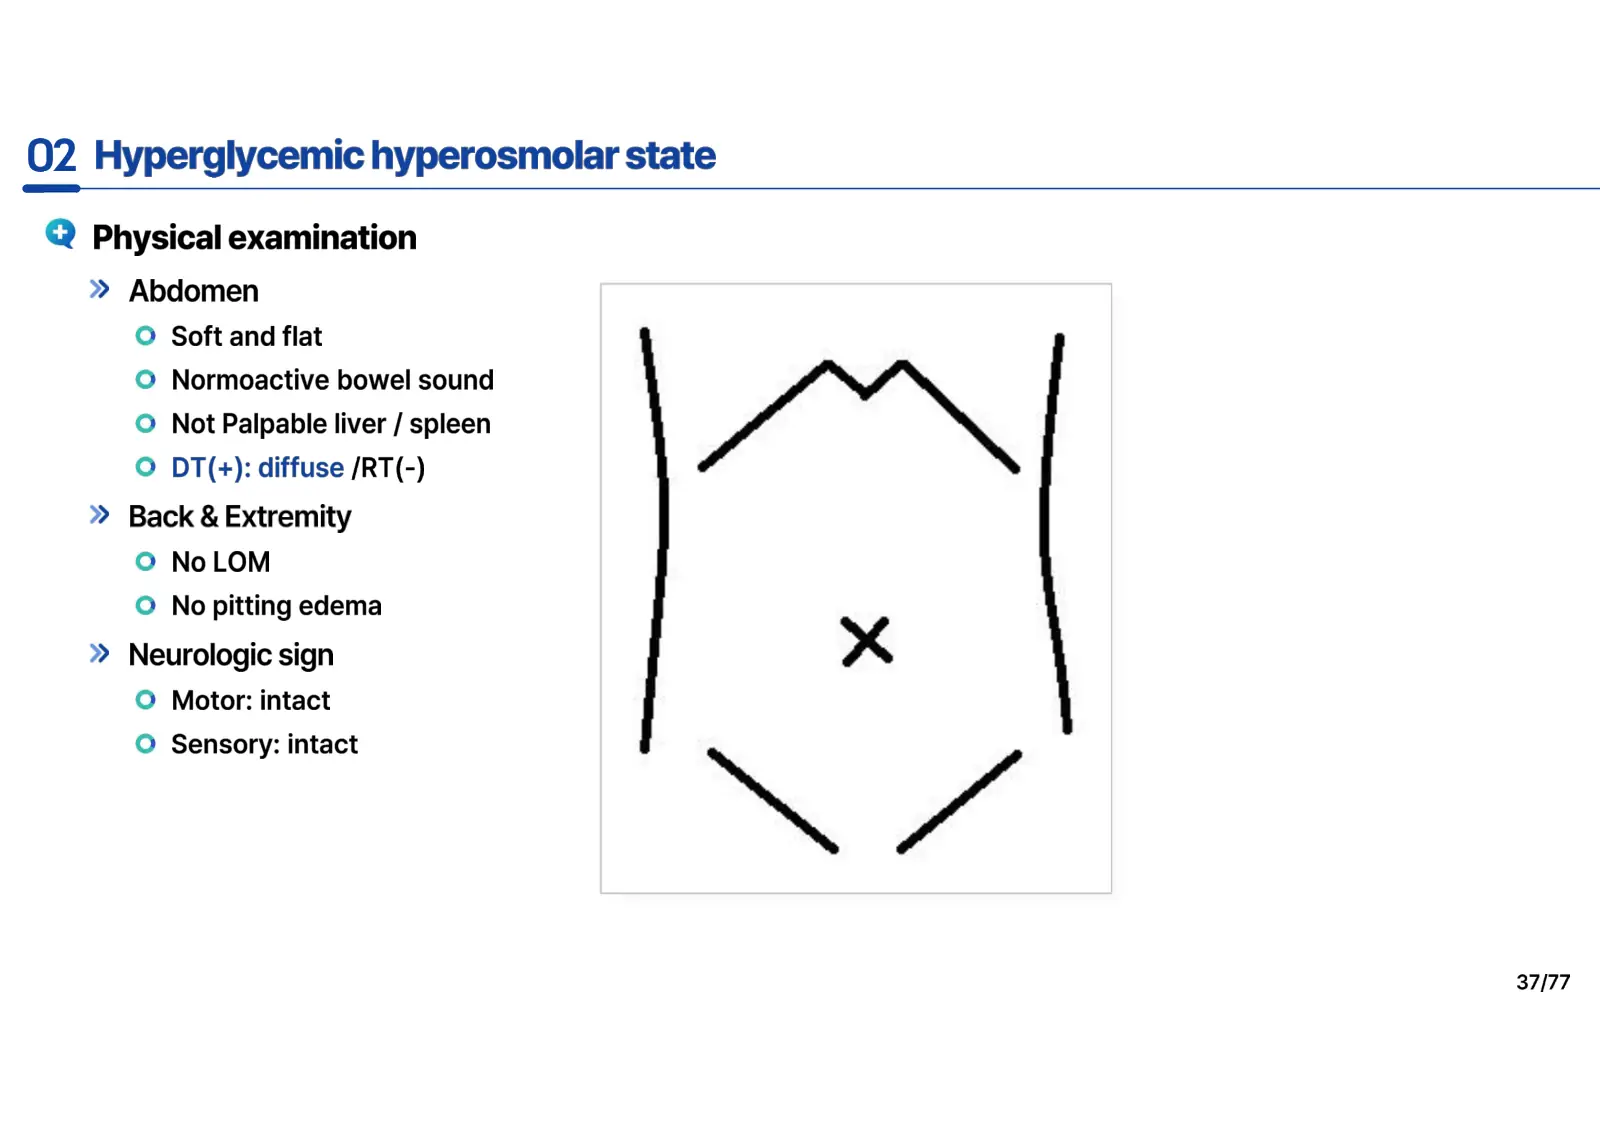 02 Hyperglycemic hyperosmolar state
Physical examination
Abdomen
Soft and flat
Normoactive bowel sound
Not Palpable liver / spleen
DT(+): diffuse /RT(-)
Back & Extremity
No LOM
No pitting edema
Neurologic sign
Motor: intact
Sensory: intact
37/77